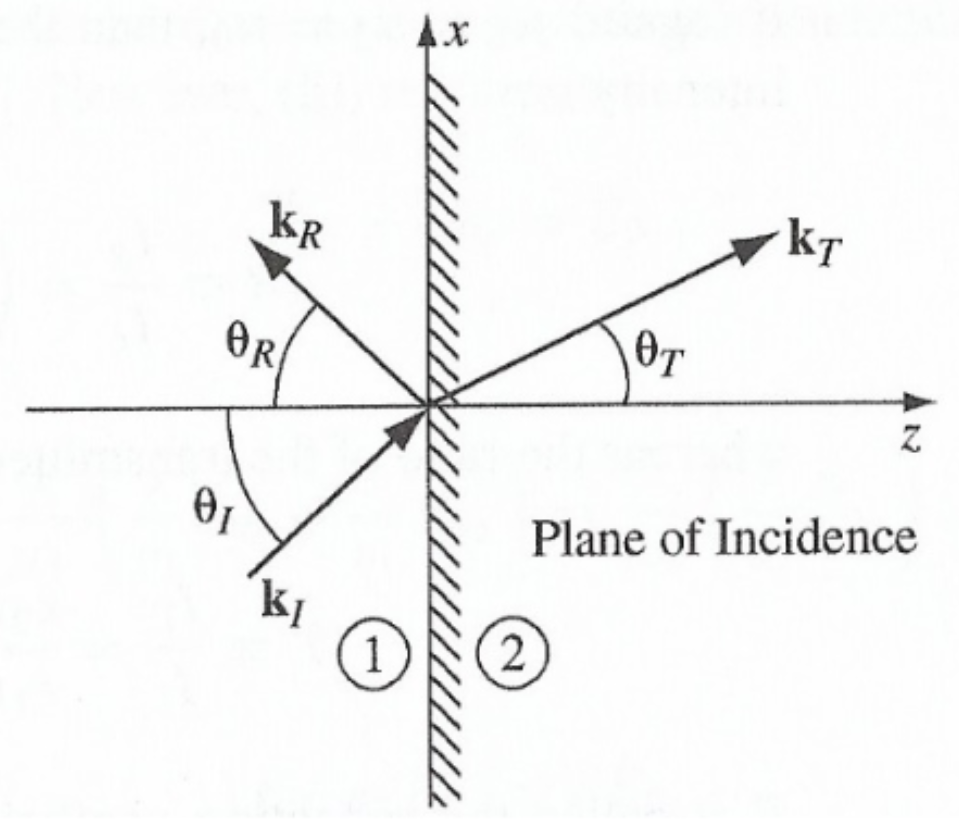 x
k_R
k_T
θ_R
θ_T
z
θ_I
Plane of Incidence
k_I
1
2